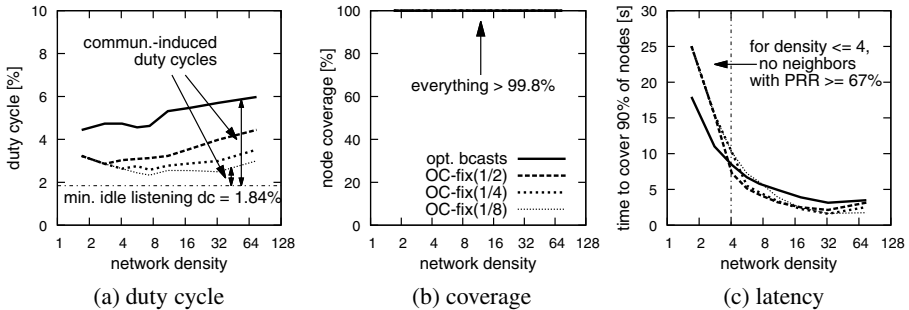 duty cycle [%]
10
8
6
4
2
0
commun.-induced
duty cycles
min. idle listening dc = 1.84%
1 2 4 8 16 32 64 128
network density
(a) duty cycle
node coverage [%]
100
80
60
40
20
0
everything > 99.8%
opt. bcasts
OC-fix(1/2)
OC-fix(1/4)
OC-fix(1/8)
1 2 4 8 16 32 64 128
network density
(b) coverage
time to cover 90% of nodes [s]
30
25
20
15
10
5
0
for density <= 4,
no neighbors
with PRR >= 67%
1 2 4 8 16 32 64 128
network density
(c) latency